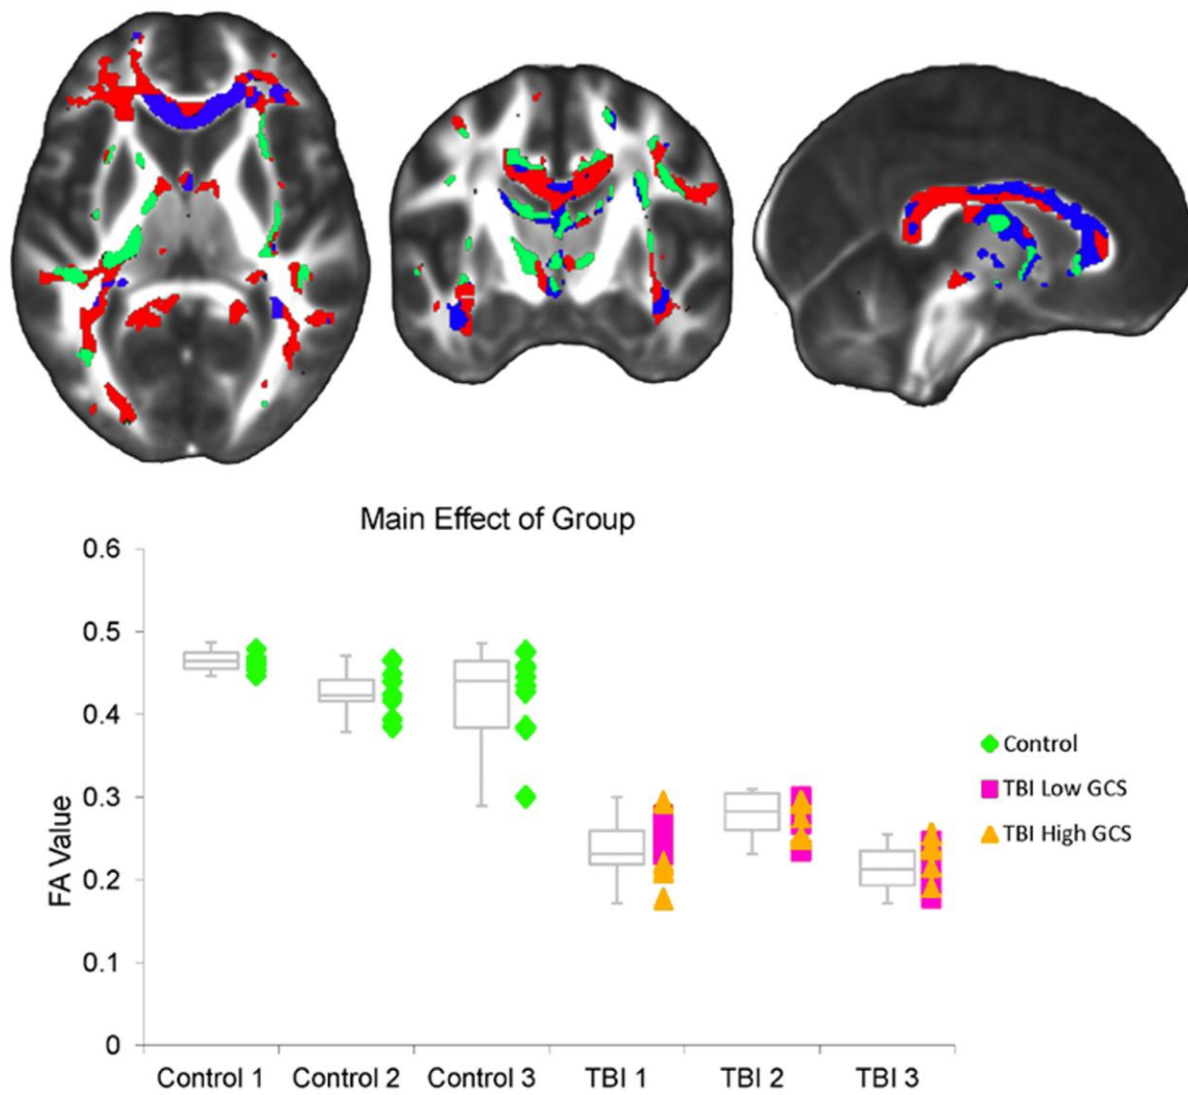 Main Effect of Group
0.6
0.5
0.4
0.3
0.2
0.1
0
FA Value
Control 1 Control 2 Control 3 TBI 1 TBI 2 TBI 3
Control
TBI Low GCS
TBI High GCS